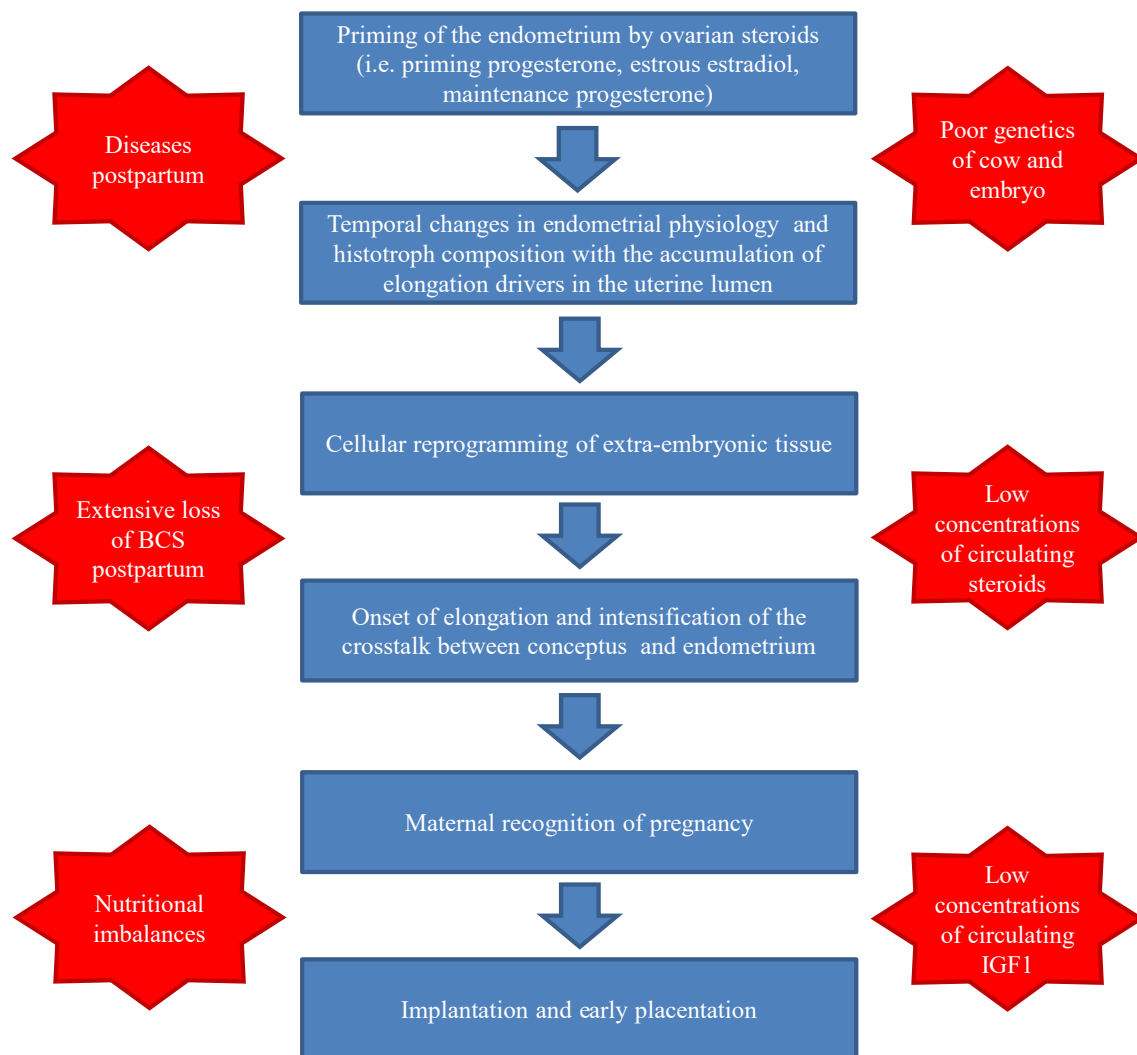 Priming of the endometrium by ovarian steroids
(i.e. priming progesterone, estrous estradiol,
maintenance progesterone)
Diseases
postpartum
Poor genetics
of cow and
embryo
Temporal changes in endometrial physiology  and
histotroph composition with the accumulation of
elongation drivers in the uterine lumen
Cellular reprogramming of extra-embryonic tissue
Extensive loss
of BCS
postpartum
Low
concentrations
of circulating
steroids
Onset of elongation and intensification of the
crosstalk between conceptus  and endometrium
Maternal recognition of pregnancy
Nutritional
imbalances
Low
concentrations
of circulating
IGF1
Implantation and early placentation